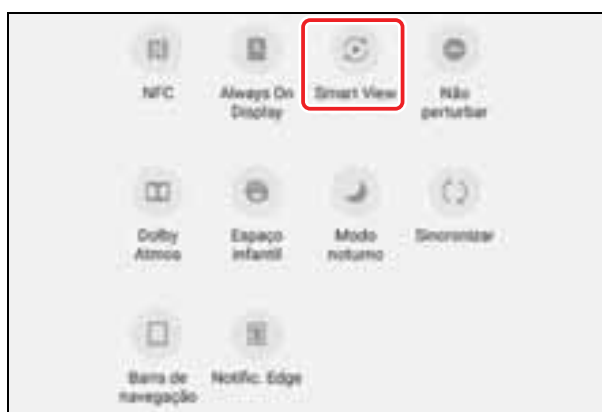 NFC
Always On
Display
Smart View
Não
perturbar
Dolby
Atmos
Espaço
infantil
Modo
noturno
Sincronizar
Barra de
navegação
Notific. Edge